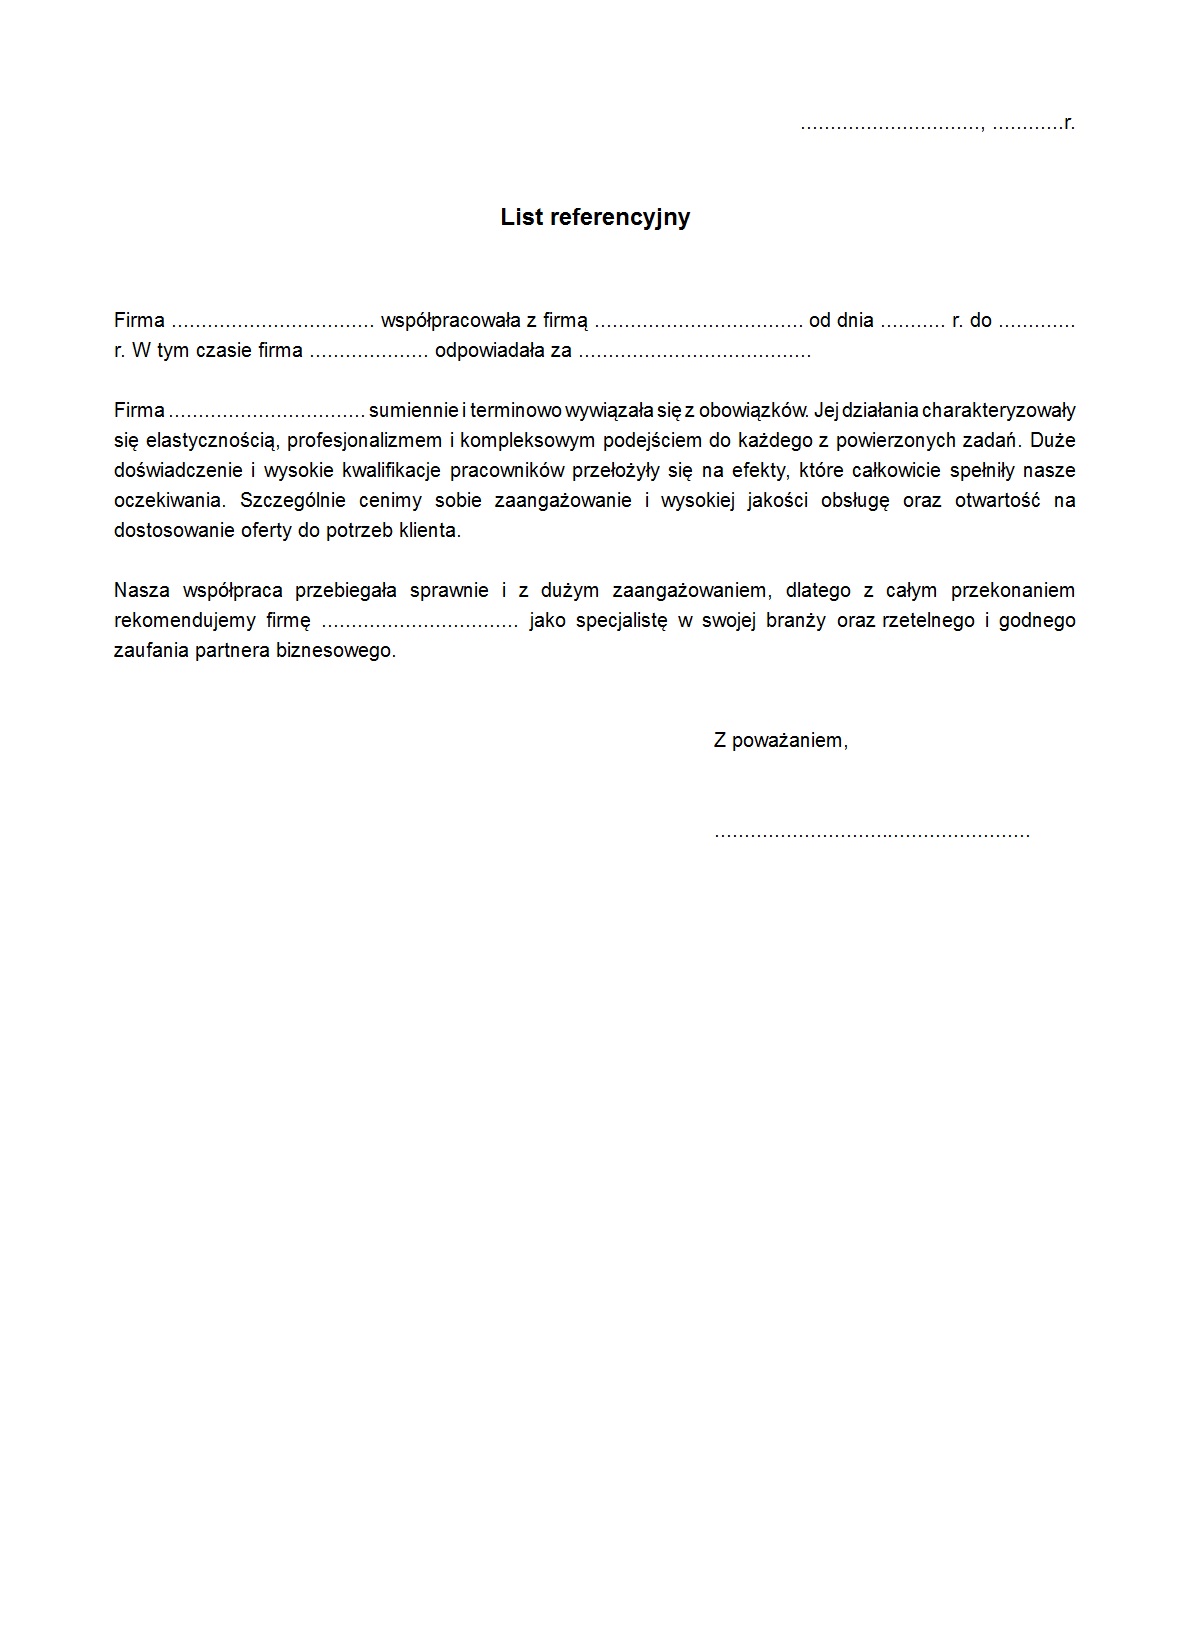 .............................., ............r.
List referencyjny
Firma .................................. współpracowała z firmą ................................... od dnia ........... r. do .............
r. W tym czasie firma .................... odpowiadała za .......................................
Firma ................................. sumiennie i terminowo wywiązała się z obowiązków. Jej działania charakteryzowały
się elastycznością, profesjonalizmem i kompleksowym podejściem do każdego z powierzonych zadań. Duże
doświadczenie i wysokie kwalifikacje pracowników przełożyły się na efekty, które całkowicie spełniły nasze
oczekiwania. Szczególnie cenimy sobie zaangażowanie i wysokiej jakości obsługę oraz otwartość na
dostosowanie oferty do potrzeb klienta.
Nasza współpraca przebiegała sprawnie i z dużym zaangażowaniem, dlatego z całym przekonaniem
rekomendujemy firmę ................................. jako specjalistę w swojej branży oraz rzetelnego i godnego
zaufania partnera biznesowego.
Z poważaniem,
.....................................................